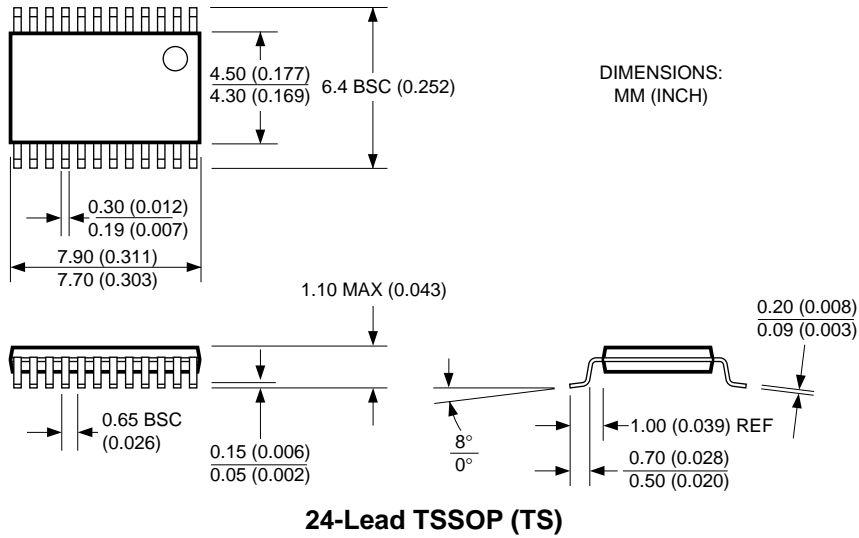 4.50 (0.177)
4.30 (0.169)
6.4 BSC (0.252)
DIMENSIONS:
MM (INCH)
0.30 (0.012)
0.19 (0.007)
7.90 (0.311)
7.70 (0.303)
1.10 MAX (0.043)
0.20 (0.008)
0.09 (0.003)
0.65 BSC
(0.026)
0.15 (0.006)
0.05 (0.002)
8°
0°
1.00 (0.039) REF
0.70 (0.028)
0.50 (0.020)
24-Lead TSSOP (TS)